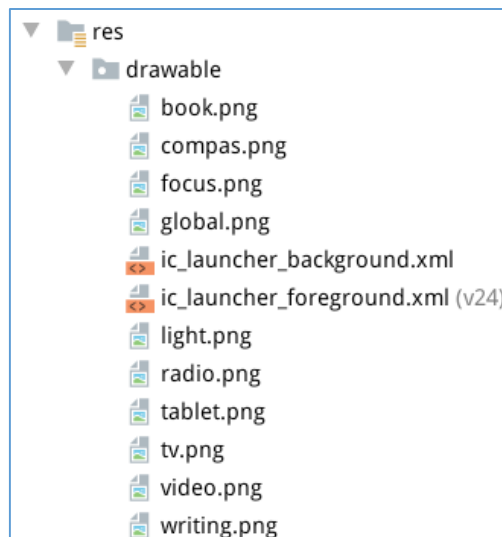 res
drawable
book.png
compas.png
focus.png
global.png
ic_launcher_background.xml
ic_launcher_foreground.xml (v24)
light.png
radio.png
tablet.png
tv.png
video.png
writing.png